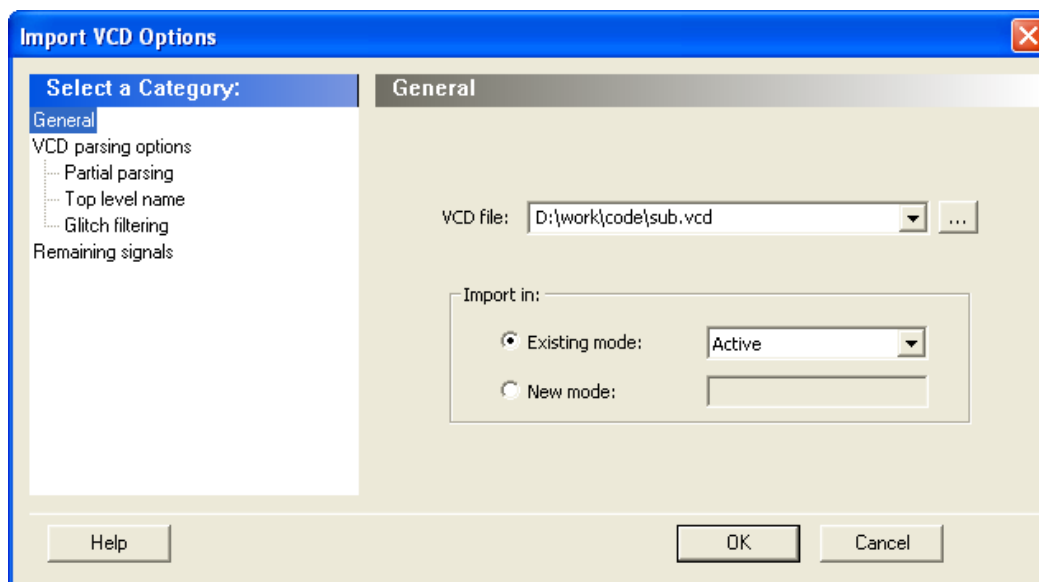 Import VCD Options
Select a Category:
General
VCD parsing options
Partial parsing
Top level name
Glitch filtering
Remaining signals
General
VCD file: D:\work\code\sub.vcd ...
Import in:
Existing mode: Active
New mode:
Help OK Cancel